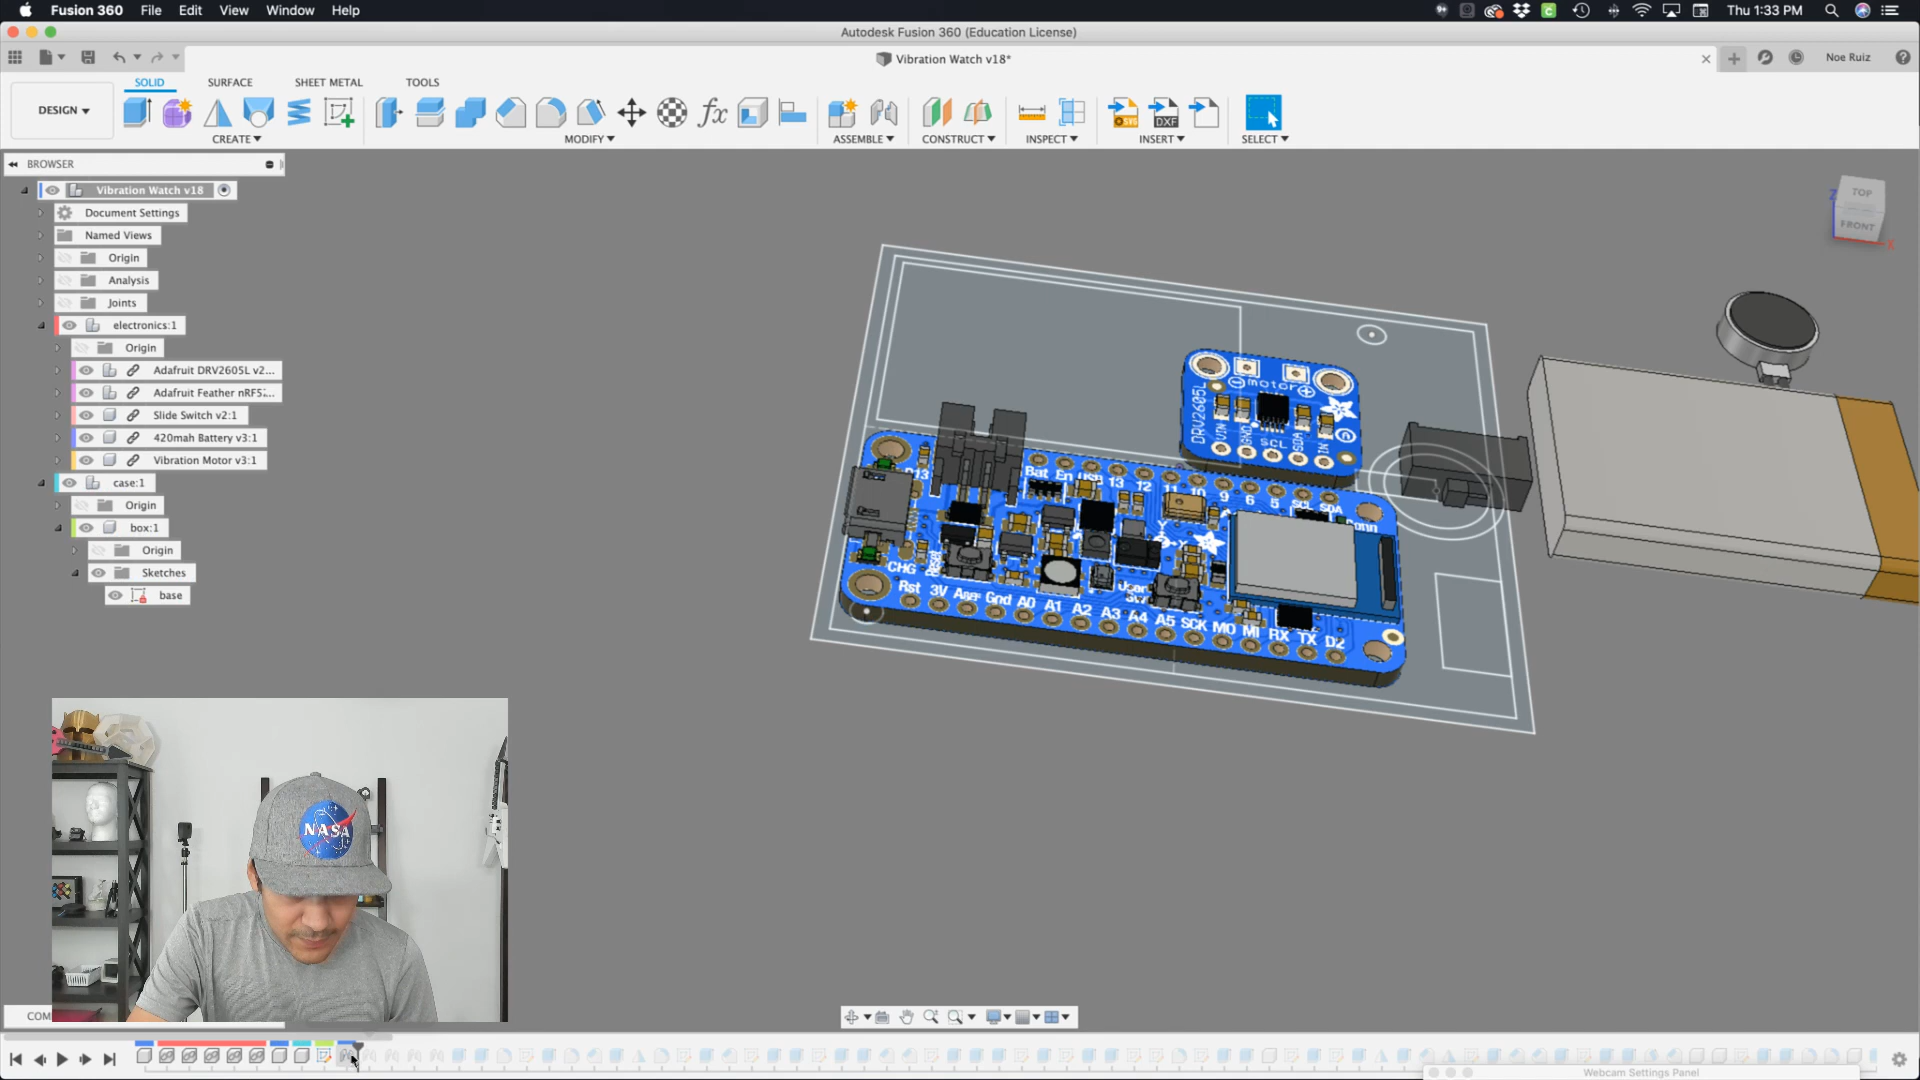 Fusion 360 File Edit View Window Help
Thu 1:33 PM
Autodesk Fusion 360 (Education License)
Vibration Watch v18*
Noe Ruiz
SOLID SURFACE SHEET METAL TOOLS
DESIGN
CREATE MODIFY ASSEMBLE CONSTRUCT INSPECT INSERT SELECT
BROWSER
Vibration Watch v18
Document Settings
Named Views
Origin
Analysis
Joints
electronics:1
Origin
Adafruit DRV2605L v2...
Adafruit Feather nRF5:...
Slide Switch v2:1
420mah Battery v3:1
Vibration Motor v3:1
case:1
Origin
box:1
Origin
Sketches
base
TOP
FRONT
Z
X
motor
DRV2605L
VIN GND SCL SDA IN
Bat En USB 13 12 11 10 9 6 5 SCL SDA
CHG
Rst 3V Aref Gnd A0 A1 A2 A3 A4 A5 SCK MO MI RX TX D2
NASA
COM
Webcam Settings Panel